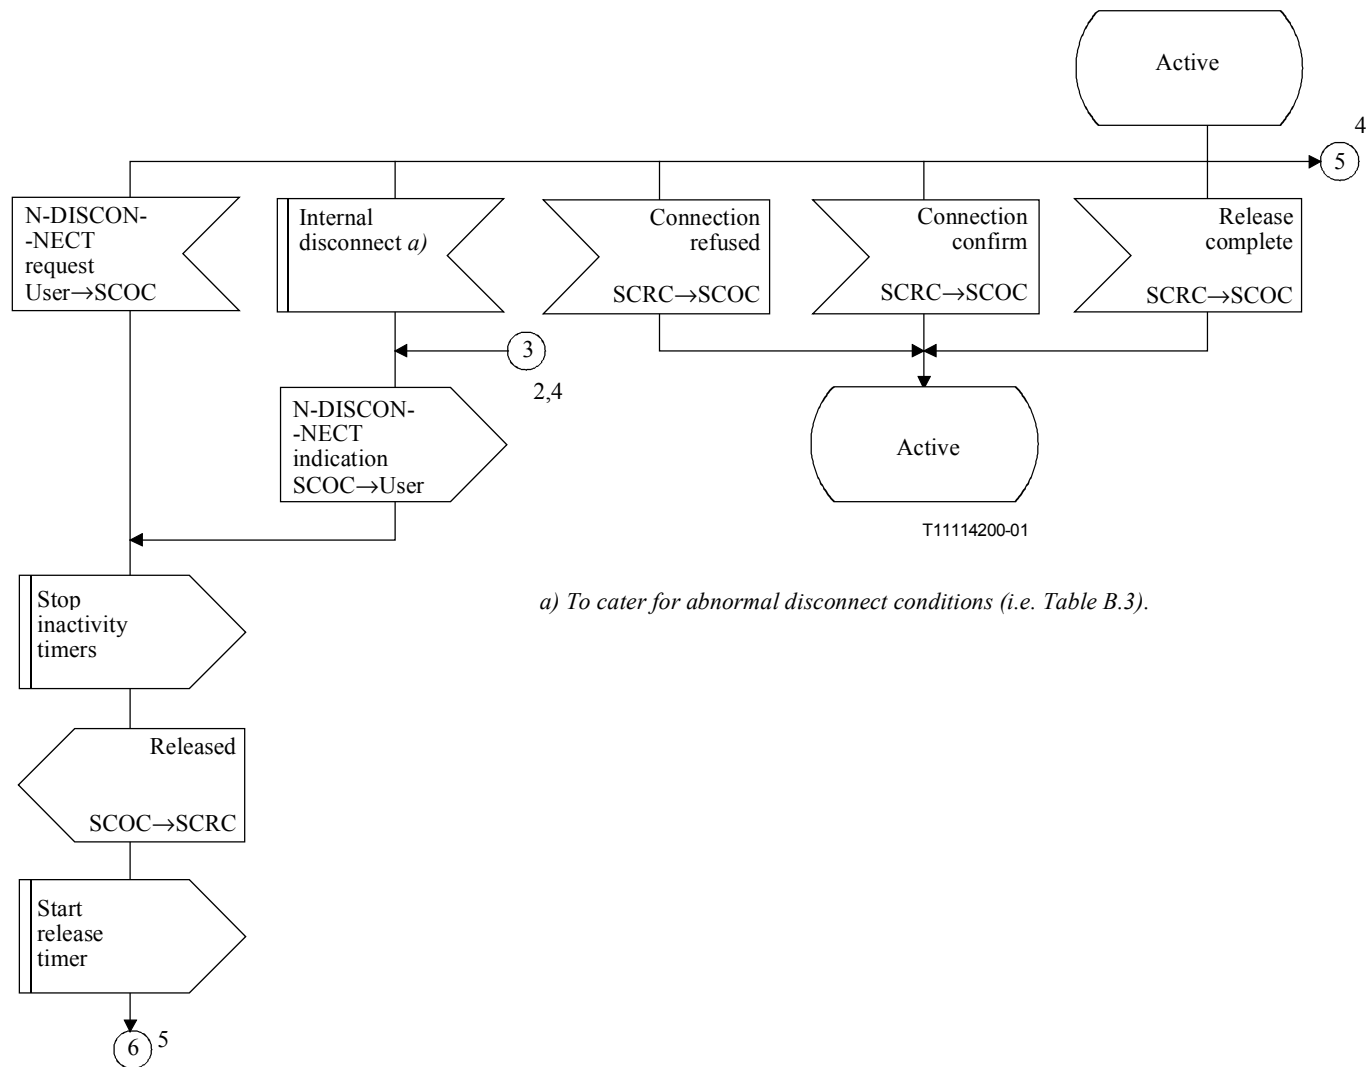 Active
4
5
N-DISCON-
-NECT
request
User→SCOC
Internal
disconnect a)
Connection
refused
SCRC→SCOC
Connection
confirm
SCRC→SCOC
Release
complete
SCRC→SCOC
3
2,4
N-DISCON-
-NECT
indication
SCOC→User
Active
T11114200-01
Stop
inactivity
timers
a) To cater for abnormal disconnect conditions (i.e. Table B.3).
Released
SCOC→SCRC
Start
release
timer
6
5